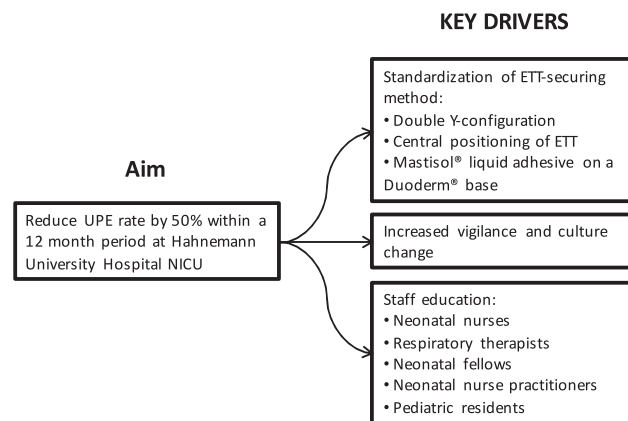 KEY DRIVERS
Standardization of ETT-securing
method:
• Double Y-configuration
• Central positioning of ETT
• Mastisol® liquid adhesive on a
Duoderm® base
Aim
Reduce UPE rate by 50% within a
12 month period at Hahnemann
University Hospital NICU
Increased vigilance and culture
change
Staff education:
• Neonatal nurses
• Respiratory therapists
• Neonatal fellows
• Neonatal nurse practitioners
• Pediatric residents